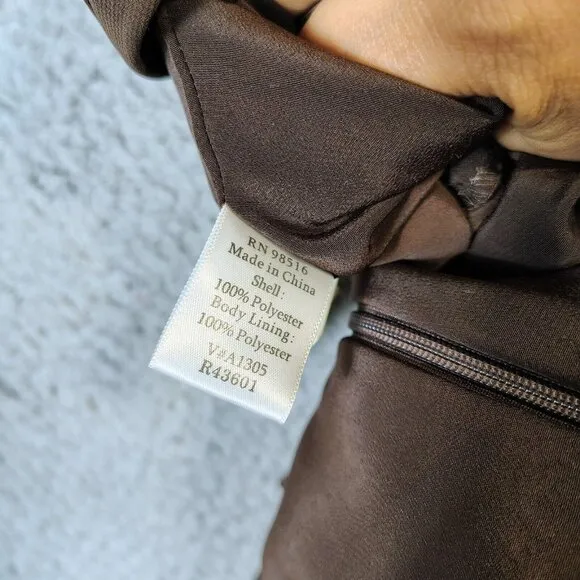 RN 98516
Made in China
Shell:
100% Polyester
Body Lining:
100% Polyester
V#A1305
R43601